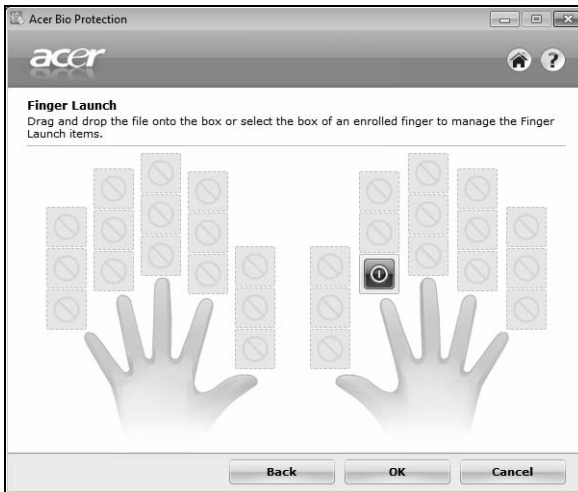 Acer Bio Protection
acer
?
Finger Launch
Drag and drop the file onto the box or select the box of an enrolled finger to manage the Finger
Launch items.
Back OK Cancel